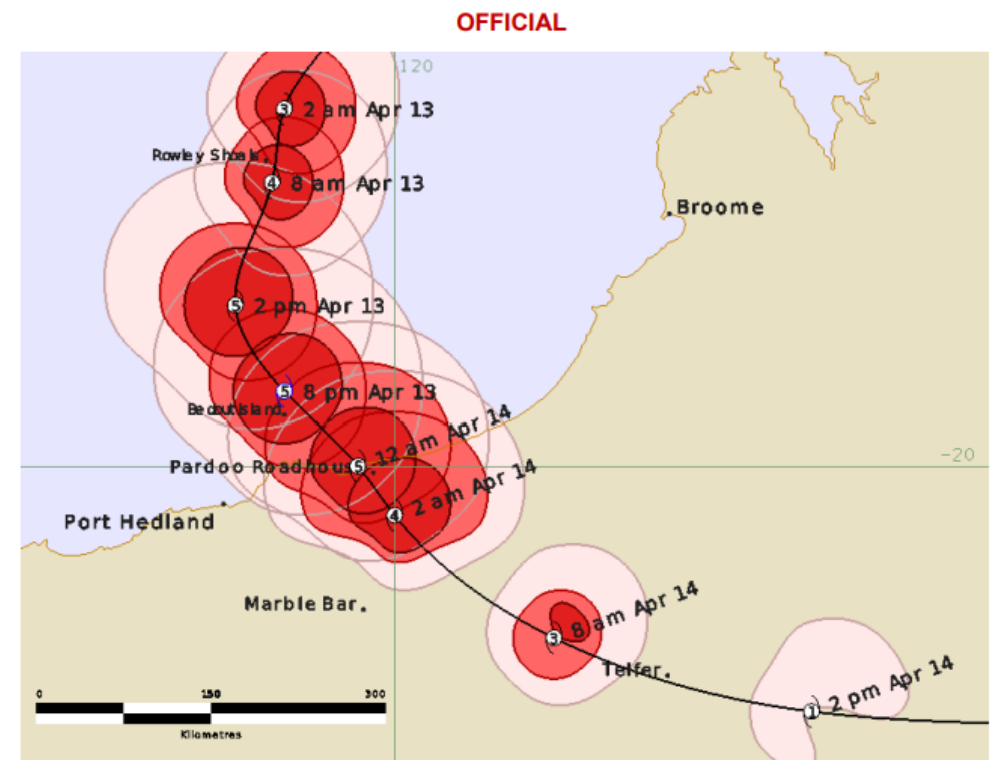 OFFICIAL
120
3 2 am Apr 13
Rowley Shoals
4 8 am Apr 13
Broome
5 2 pm Apr 13
5 8 pm Apr 13
Bedout Island
12 am Apr 14
-20
Pardoo Roadhouse 5
2 am Apr 14
4
Port Hedland
Marble Bar
8 am Apr 14
3
Telfer
2 pm Apr 14
1
0 150 300
Kilometres